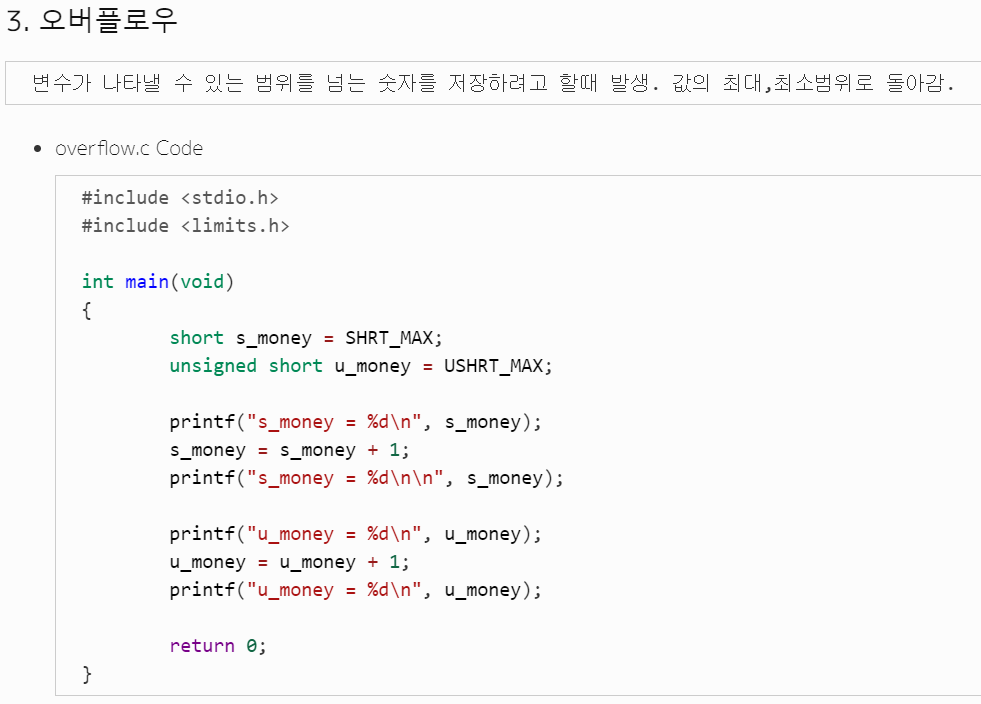 3. 오버플로우
변수가 나타낼 수 있는 범위를 넘는 숫자를 저장하려고 할때 발생. 값의 최대,최소범위로 돌아감.
• overflow.c Code
#include <stdio.h>
#include <limits.h>
int main(void)
{
short s_money = SHRT_MAX;
unsigned short u_money = USHRT_MAX;
printf("s_money = %d\n", s_money);
s_money = s_money + 1;
printf("s_money = %d\n\n", s_money);
printf("u_money = %d\n", u_money);
u_money = u_money + 1;
printf("u_money = %d\n", u_money);
return 0;
}